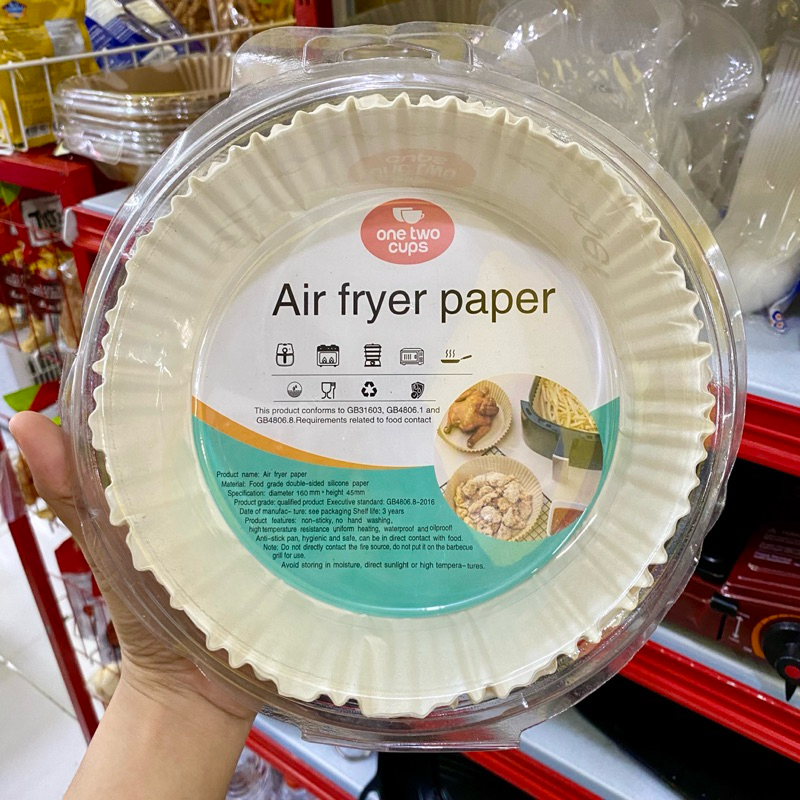 one two
cups
Air fryer paper
This product conforms to GB31603, GB4806.1 and
GB4806.8.Requirements related to food contact
Product name: Air fryer paper
Material: Food grade double-sided silicone paper
Specification: diameter 160mm * height 45mm
Product grade: qualified product Executive standard: GB4806.8-2016
Date of manufac- ture: see packaging Shelf life: 3 years
Product features: non-sticky, no hand washing,
high temperature resistance uniform heating, waterproof and oilproof!
Anti-stick pan, hygienic and safe, can be in direct contact with food.
Note: Do not directly contact the fire source, do not put it on the barbecue
grill for use.
Avoid storing in moisture, direct sunlight or high tempera- tures.